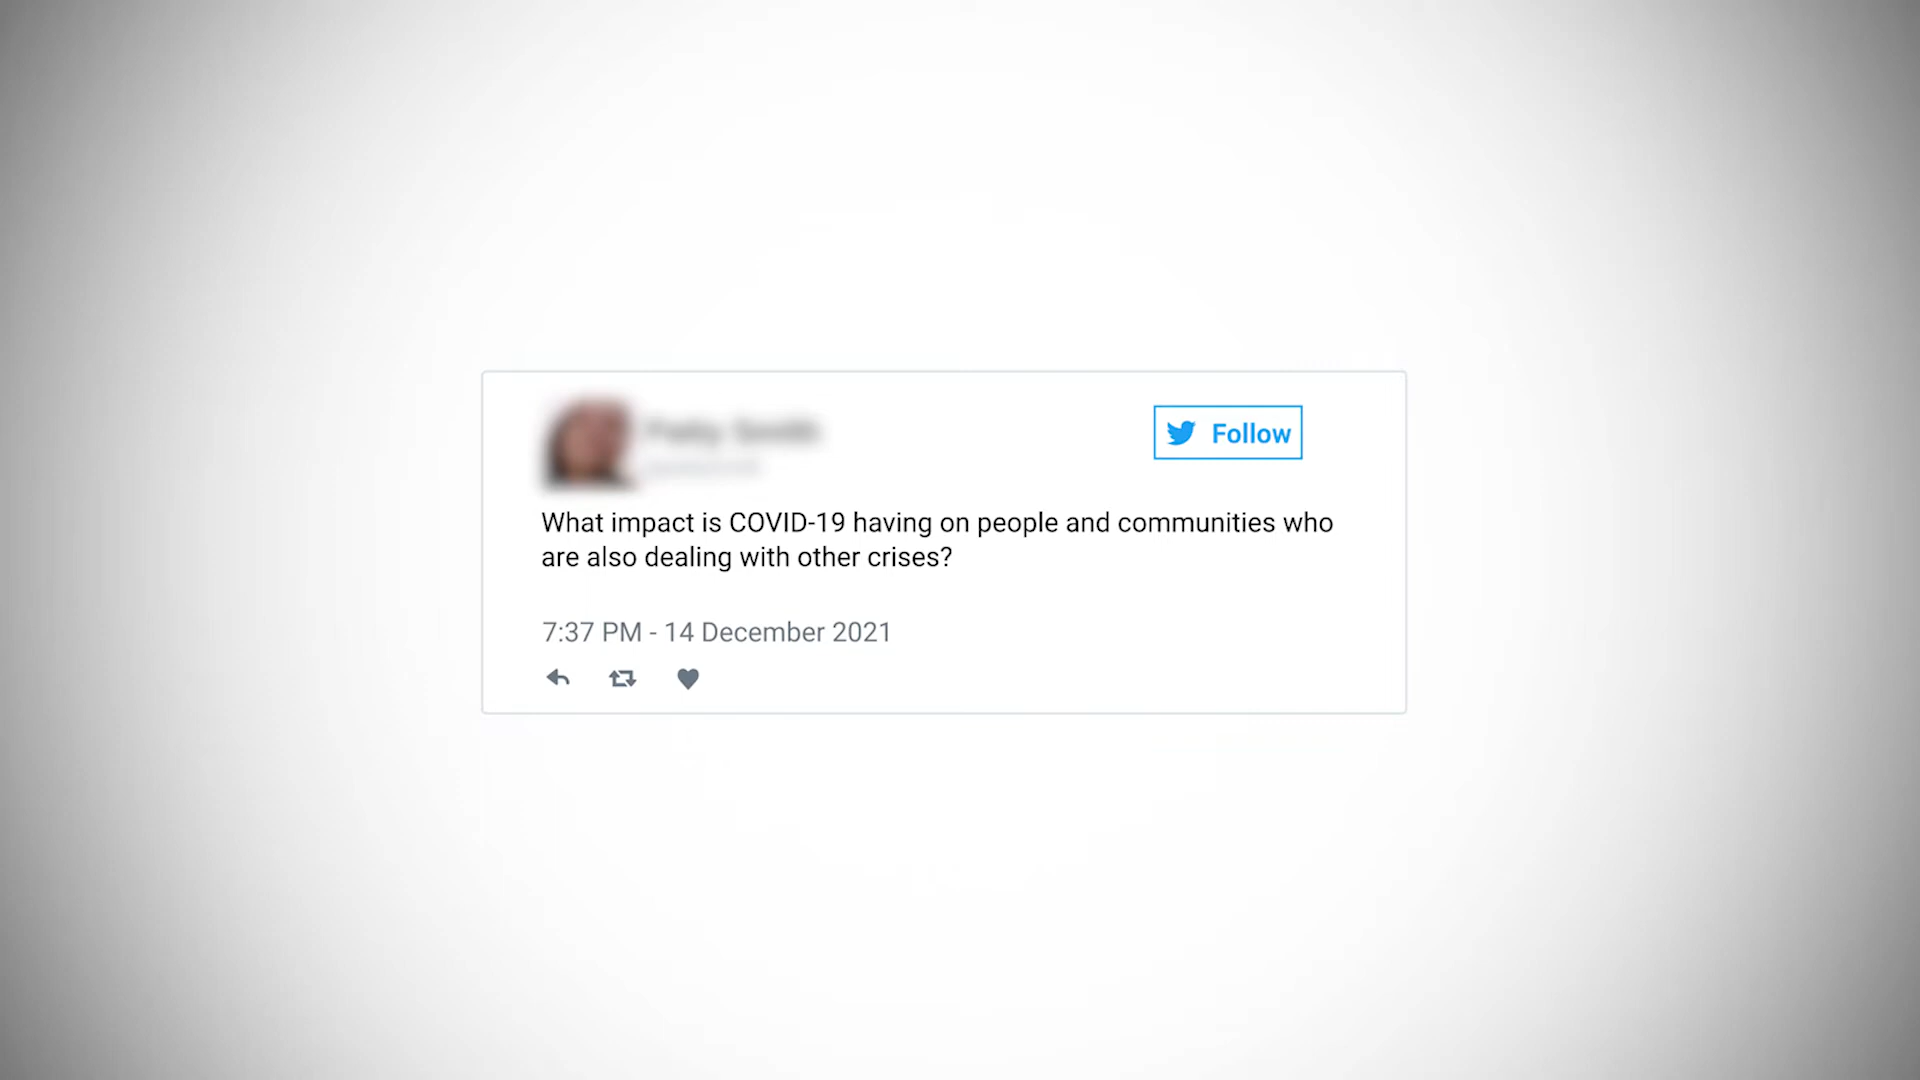 Follow
What impact is COVID-19 having on people and communities who
are also dealing with other crises?
7:37 PM - 14 December 2021